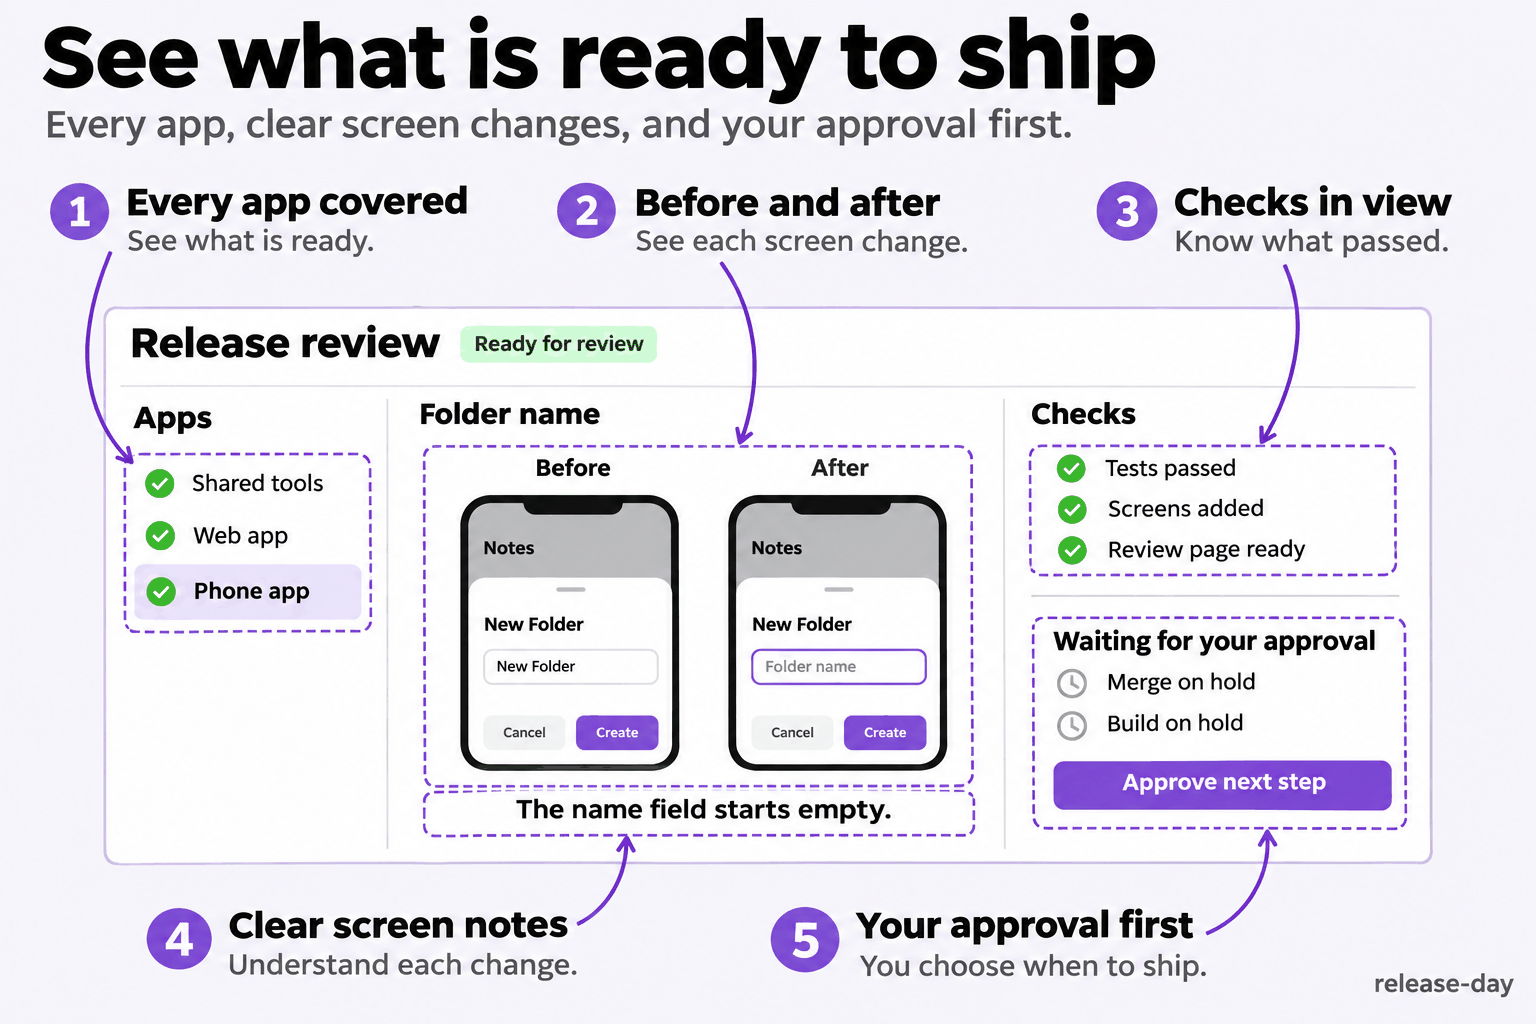 See what is ready to ship
Every app, clear screen changes, and your approval first.
1
Every app covered
See what is ready.
2
Before and after
See each screen change.
3
Checks in view
Know what passed.
Release review
Ready for review
Apps
Shared tools
Web app
Phone app
Folder name
Before
Notes
New Folder
New Folder
Cancel
Create
After
Notes
New Folder
Folder name
Cancel
Create
The name field starts empty.
Checks
Tests passed
Screens added
Review page ready
Waiting for your approval
Merge on hold
Build on hold
Approve next step
4
Clear screen notes
Understand each change.
5
Your approval first
You choose when to ship.
release-day